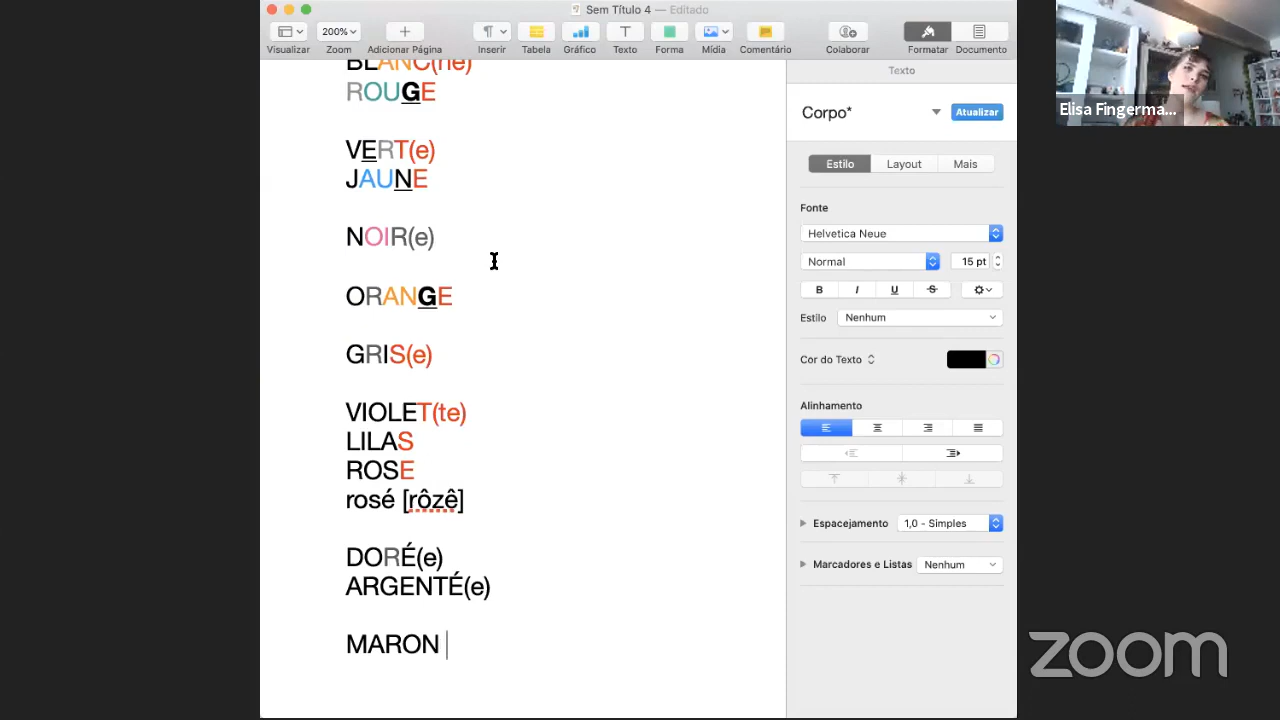 Sem Título 4 — Editado
Visualizar
200%
Zoom
Adicionar Página
Inserir
Tabela
Gráfico
Texto
Forma
Mídia
Comentário
Colaborar
Formatar
Documento
BLANC(he)
ROUGE
VERT(e)
JAUNE
NOIR(e)
ORANGE
GRIS(e)
VIOLET(te)
LILAS
ROSE
rosé [rôzê]
DORÉ(e)
ARGENTÉ(e)
MARON
Texto
Corpo*
Atualizar
Estilo
Layout
Mais
Fonte
Helvetica Neue
Normal
15 pt
B I U S
Estilo
Nenhum
Cor do Texto
Alinhamento
Espacejamento
1,0 - Simples
Marcadores e Listas
Nenhum
Elisa Fingerma...
zoom